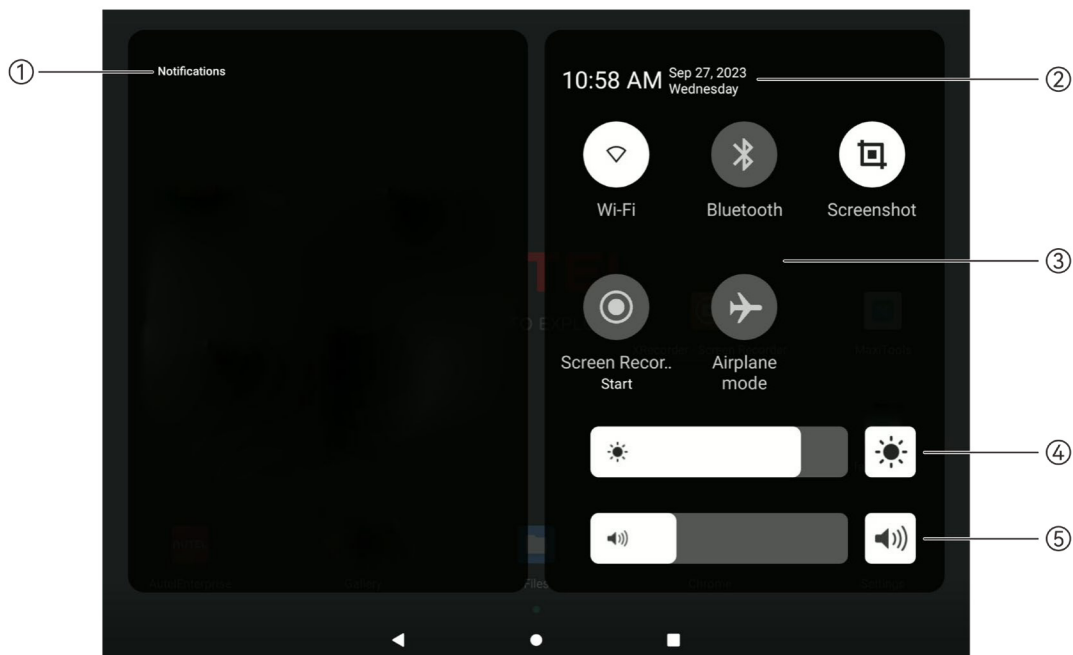 ①
Notifications
10:58 AM
Sep 27, 2023
Wednesday
②
Wi-Fi
Bluetooth
Screenshot
③
Screen Recor..
Start
Airplane
mode
④
⑤
Files